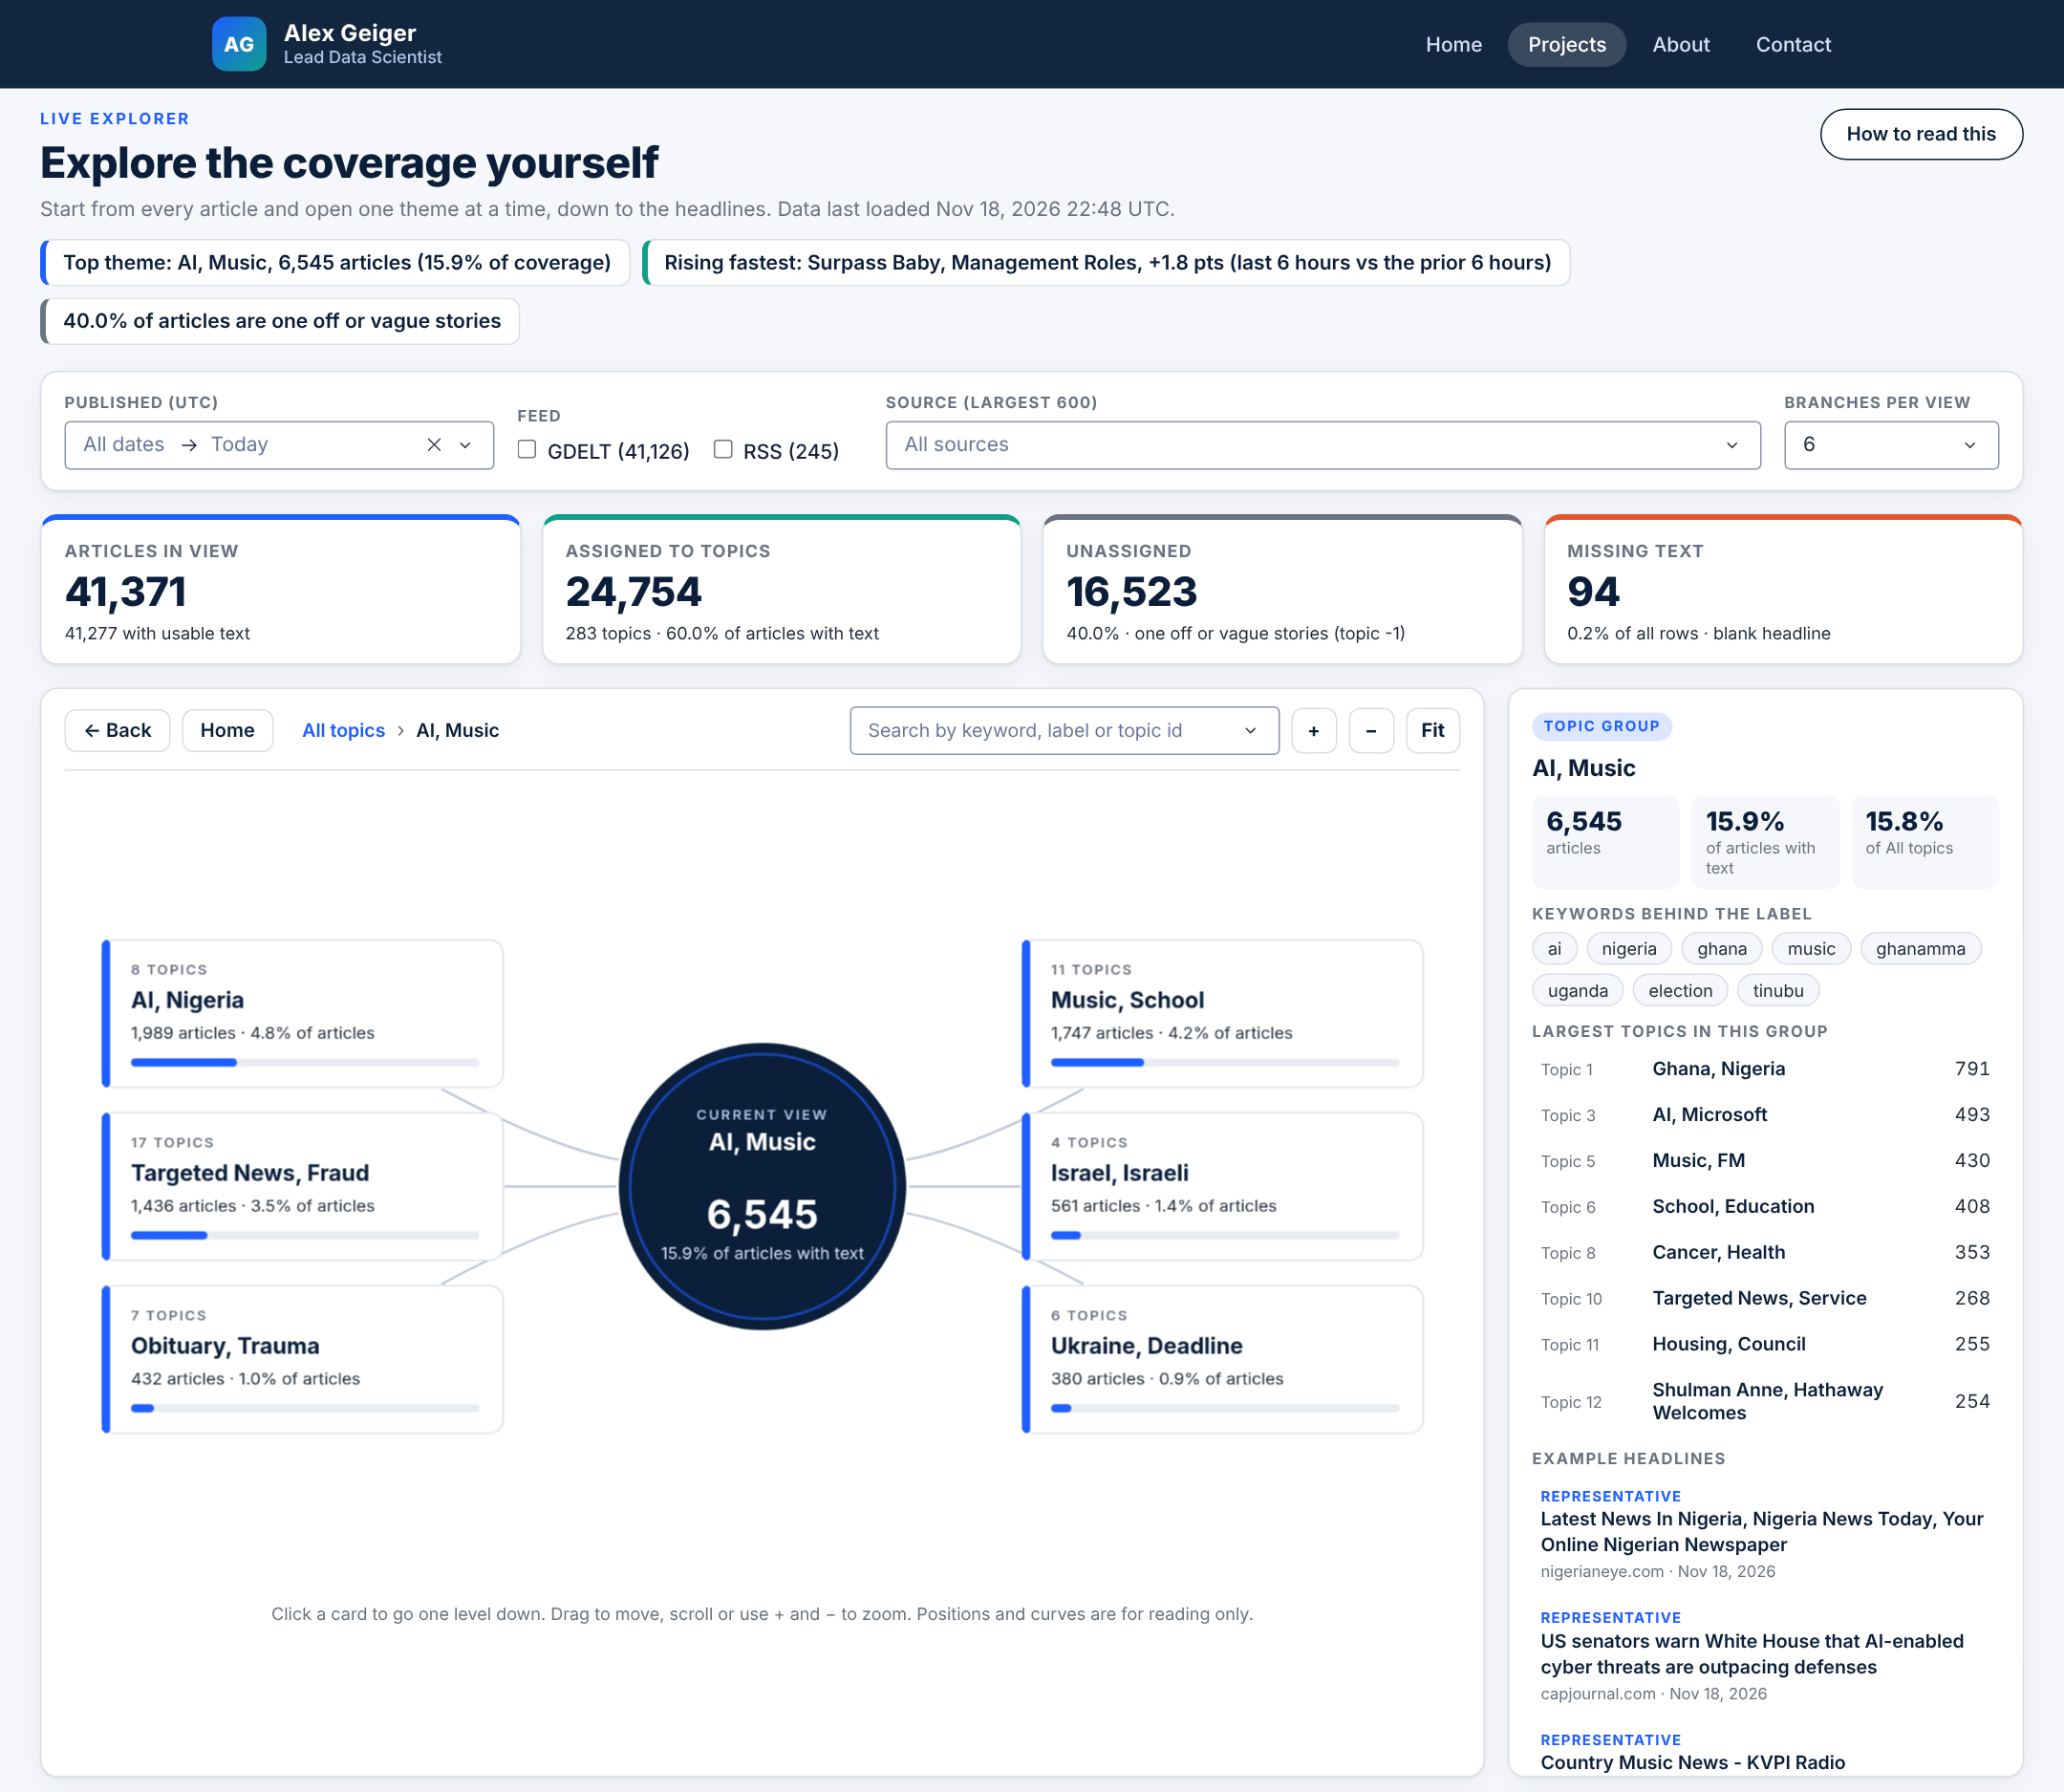 AG
Alex Geiger
Lead Data Scientist
Home
Projects
About
Contact
LIVE EXPLORER
Explore the coverage yourself
Start from every article and open one theme at a time, down to the headlines. Data last loaded Nov 18, 2026 22:48 UTC.
How to read this
Top theme: AI, Music, 6,545 articles (15.9% of coverage)
Rising fastest: Surpass Baby, Management Roles, +1.8 pts (last 6 hours vs the prior 6 hours)
40.0% of articles are one off or vague stories
PUBLISHED (UTC)
All dates → Today
FEED
GDELT (41,126)
RSS (245)
SOURCE (LARGEST 600)
All sources
BRANCHES PER VIEW
6
ARTICLES IN VIEW
41,371
41,277 with usable text
ASSIGNED TO TOPICS
24,754
283 topics · 60.0% of articles with text
UNASSIGNED
16,523
40.0% · one off or vague stories (topic -1)
MISSING TEXT
94
0.2% of all rows · blank headline
← Back
Home
All topics › AI, Music
Search by keyword, label or topic id
+
−
Fit
8 TOPICS
AI, Nigeria
1,989 articles · 4.8% of articles
17 TOPICS
Targeted News, Fraud
1,436 articles · 3.5% of articles
7 TOPICS
Obituary, Trauma
432 articles · 1.0% of articles
CURRENT VIEW
AI, Music
6,545
15.9% of articles with text
11 TOPICS
Music, School
1,747 articles · 4.2% of articles
4 TOPICS
Israel, Israeli
561 articles · 1.4% of articles
6 TOPICS
Ukraine, Deadline
380 articles · 0.9% of articles
Click a card to go one level down. Drag to move, scroll or use + and − to zoom. Positions and curves are for reading only.
TOPIC GROUP
AI, Music
6,545
articles
15.9%
of articles with
text
15.8%
of All topics
KEYWORDS BEHIND THE LABEL
ai
nigeria
ghana
music
ghanamma
uganda
election
tinubu
LARGEST TOPICS IN THIS GROUP
Topic 1 Ghana, Nigeria 791
Topic 3 AI, Microsoft 493
Topic 5 Music, FM 430
Topic 6 School, Education 408
Topic 8 Cancer, Health 353
Topic 10 Targeted News, Service 268
Topic 11 Housing, Council 255
Topic 12 Shulman Anne, Hathaway
Welcomes 254
EXAMPLE HEADLINES
REPRESENTATIVE
Latest News In Nigeria, Nigeria News Today, Your
Online Nigerian Newspaper
nigerianeye.com · Nov 18, 2026
REPRESENTATIVE
US senators warn White House that AI-enabled
cyber threats are outpacing defenses
capjournal.com · Nov 18, 2026
REPRESENTATIVE
Country Music News - KVPI Radio